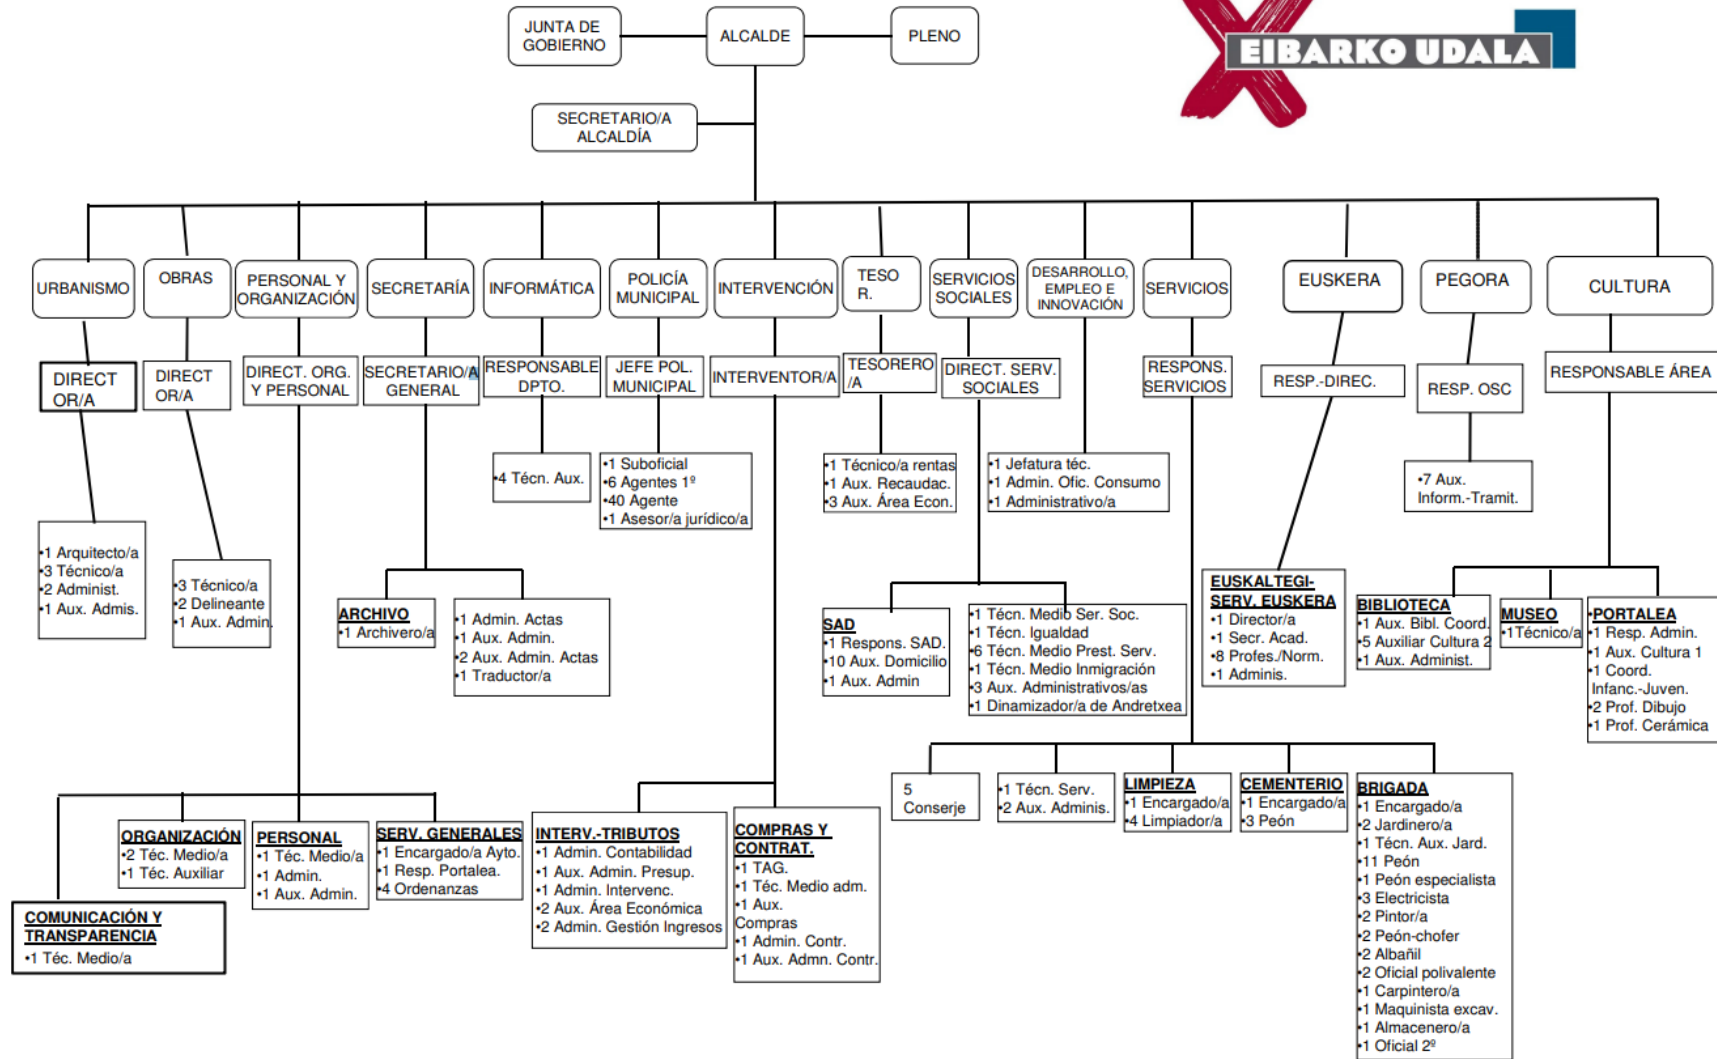 JUNTA DE
GOBIERNO
ALCALDE
PLENO
EIBARKO UDALA
SECRETARIO/A
ALCALDÍA
URBANISMO
OBRAS
PERSONAL Y
ORGANIZACIÓN
SECRETARÍA
INFORMÁTICA
POLICÍA
MUNICIPAL
INTERVENCIÓN
TESO
R.
SERVICIOS
SOCIALES
DESARROLLO,
EMPLEO E
INNOVACIÓN
SERVICIOS
EUSKERA
PEGORA
CULTURA
DIRECT
OR/A
DIRECT
OR/A
DIRECT. ORG.
Y PERSONAL
SECRETARIO/A
GENERAL
RESPONSABLE
DPTO.
JEFE POL.
MUNICIPAL
INTERVENTOR/A
TESORERO
/A
DIRECT. SERV.
SOCIALES
RESPONS.
SERVICIOS
RESP.-DIREC.
RESP. OSC
RESPONSABLE ÁREA
•1 Arquitecto/a
•3 Técnico/a
•2 Administ.
•1 Aux. Admis.
•3 Técnico/a
•2 Delineante
•1 Aux. Admin.
•4 Técn. Aux.
•1 Suboficial
•6 Agentes 1º
•40 Agente
•1 Asesor/a jurídico/a
•1 Técnico/a rentas
•1 Aux. Recaudac.
•3 Aux. Área Econ.
•1 Jefatura téc.
•1 Admin. Ofic. Consumo
•1 Administrativo/a
•7 Aux.
Inform.-Tramit.
ARCHIVO
•1 Archivero/a
•1 Admin. Actas
•1 Aux. Admin.
•2 Aux. Admin. Actas
•1 Traductor/a
SAD
•1 Respons. SAD.
•10 Aux. Domicilio
•1 Aux. Admin
•1 Técn. Medio Ser. Soc.
•1 Técn. Igualdad
•6 Técn. Medio Prest. Serv.
•1 Técn. Medio Inmigración
•3 Aux. Administrativos/as
•1 Dinamizador/a de Andretxea
EUSKALTEGI-
SERV. EUSKERA
•1 Director/a
•1 Secr. Acad.
•8 Profes./Norm.
•1 Adminis.
BIBLIOTECA
•1 Aux. Bibl. Coord.
•5 Auxiliar Cultura 2
•1 Aux. Administ.
MUSEO
•1Técnico/a
•PORTALEA
•1 Resp. Admin.
•1 Aux. Cultura 1
•1 Coord.
Infanc.-Juven.
•2 Prof. Dibujo
•1 Prof. Cerámica
COMUNICACIÓN Y
TRANSPARENCIA
•1 Téc. Medio/a
ORGANIZACIÓN
•2 Téc. Medio/a
•1 Téc. Auxiliar
PERSONAL
•1 Téc. Medio/a
•1 Admin.
•1 Aux. Admin.
SERV. GENERALES
•1 Encargado/a Ayto.
•1 Resp. Portalea.
•4 Ordenanzas
INTERV.-TRIBUTOS
•1 Admin. Contabilidad
•1 Aux. Admin. Presup.
•1 Admin. Intervenc.
•2 Aux. Área Económica
•2 Admin. Gestión Ingresos
COMPRAS Y
CONTRAT.
•1 TAG.
•1 Téc. Medio adm.
•1 Aux.
Compras
•1 Admin. Contr.
•1 Aux. Admn. Contr.
5
Conserje
•1 Técn. Serv.
•2 Aux. Adminis.
LIMPIEZA
•1 Encargado/a
•4 Limpiador/a
CEMENTERIO
•1 Encargado/a
•3 Peón
BRIGADA
•1 Encargado/a
•2 Jardinero/a
•1 Técn. Aux. Jard.
•11 Peón
•1 Peón especialista
•3 Electricista
•2 Pintor/a
•2 Peón-chofer
•2 Albañil
•2 Oficial polivalente
•1 Carpintero/a
•1 Maquinista excav.
•1 Almacenero/a
•1 Oficial 2º